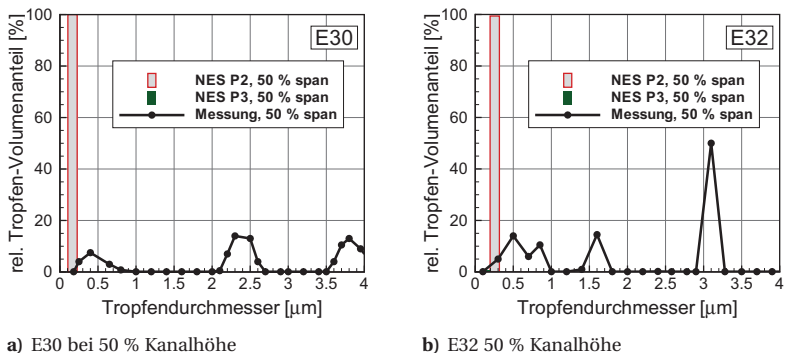 rel. Tropfen-Volumenanteil [%]
100
80
60
40
20
0
E30
NES P2, 50 % span
NES P3, 50 % span
Messung, 50 % span
0 0.5 1 1.5 2 2.5 3 3.5 4
Tropfendurchmesser [µm]
a) E30 bei 50 % Kanalhöhe
rel. Tropfen-Volumenanteil [%]
100
80
60
40
20
0
E32
NES P2, 50 % span
NES P3, 50 % span
Messung, 50 % span
0 0.5 1 1.5 2 2.5 3 3.5 4
Tropfendurchmesser [µm]
b) E32 50 % Kanalhöhe